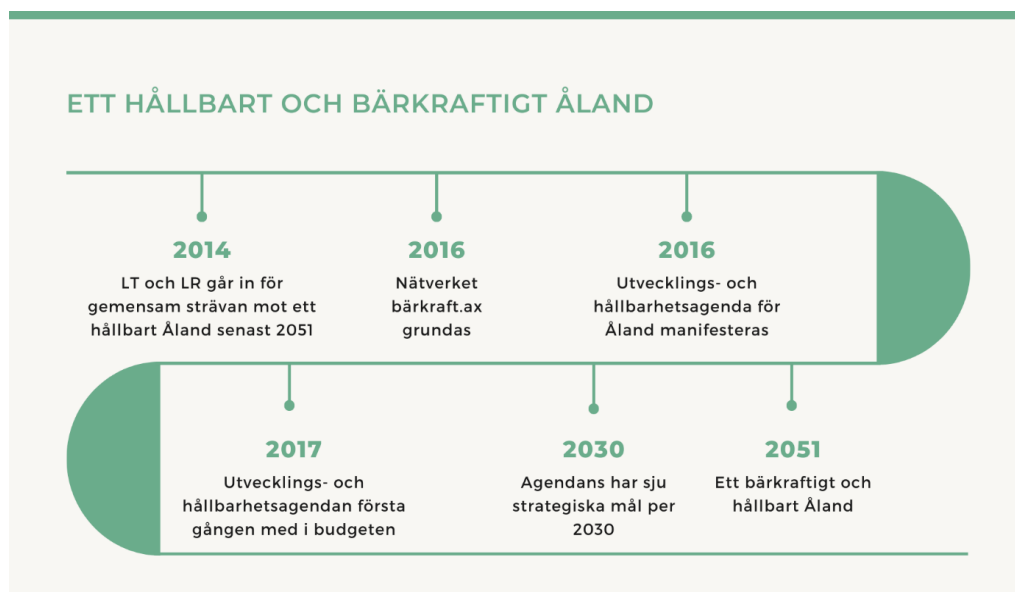 ETT HÅLLBART OCH BÄRKRAFTIGT ÅLAND
2014
LT och LR går in för
gemensam strävan mot ett
hållbart Åland senast 2051
2016
Nätverket
bärkraft.ax
grundas
2016
Utvecklings- och
hållbarhetsagenda för
Åland manifesteras
2017
Utvecklings- och
hållbarhetsagendan första
gången med i budgeten
2030
Agendans har sju
strategiska mål per
2030
2051
Ett bärkraftigt och
hållbart Åland